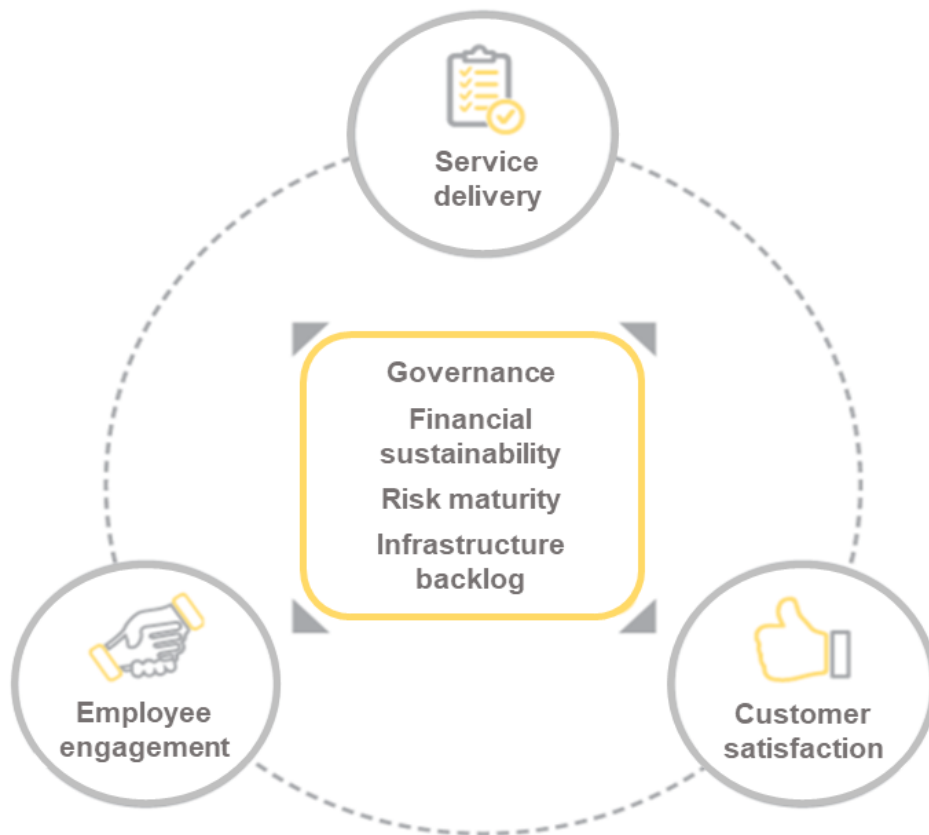 Service
delivery
Governance
Financial
sustainability
Risk maturity
Infrastructure
backlog
Employee
engagement
Customer
satisfaction